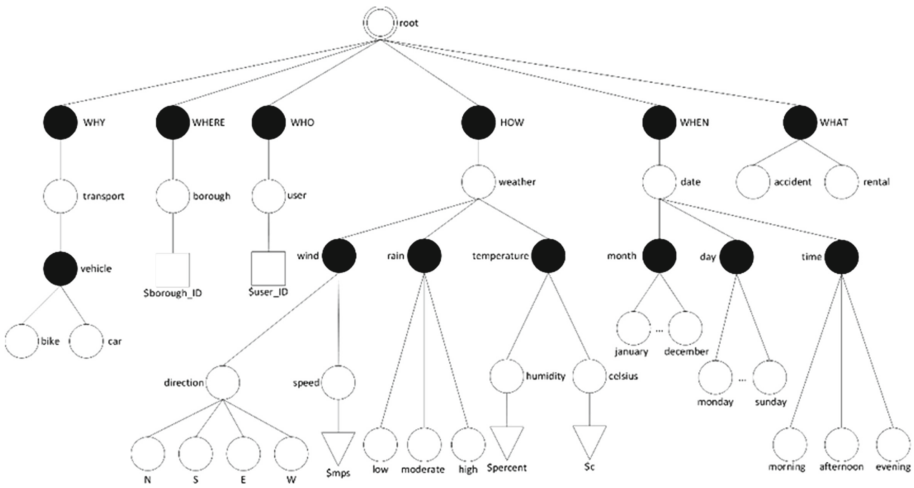 root
WHY WHERE WHO HOW WHEN WHAT
transport borough user weather date accident rental
vehicle $borough_ID $user_ID wind rain temperature month day time
bike car january ... december
direction speed humidity celsius monday ... sunday
N S E W $mps low moderate high $percent $c morning afternoon evening